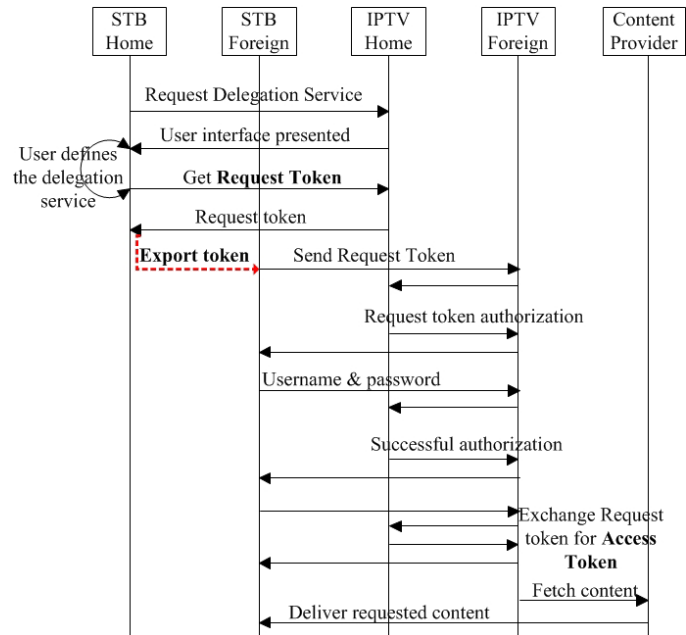 STB
Home
STB
Foreign
IPTV
Home
IPTV
Foreign
Content
Provider
Request Delegation Service
User interface presented
User defines
the delegation
service
Get Request Token
Request token
Export token
Send Request Token
Request token authorization
Username & password
Successful authorization
Exchange Request
token for Access
Token
Fetch content
Deliver requested content